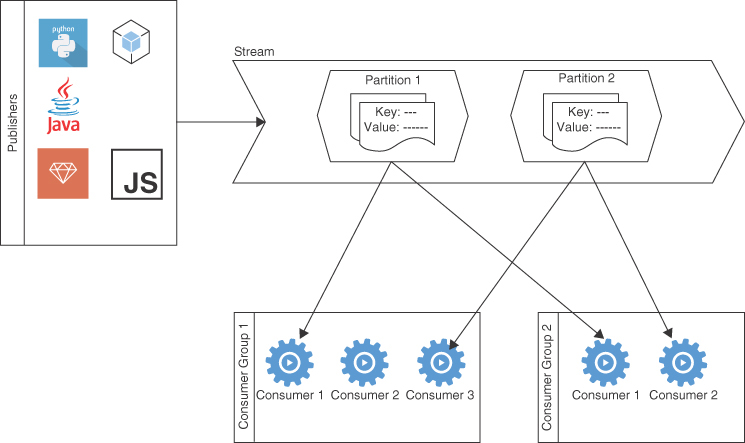 Publishers
python
Java
JS
Stream
Partition 1
Key: ---
Value: ------
Partition 2
Key: ---
Value: ------
Consumer Group 1
Consumer 1
Consumer 2
Consumer 3
Consumer Group 2
Consumer 1
Consumer 2